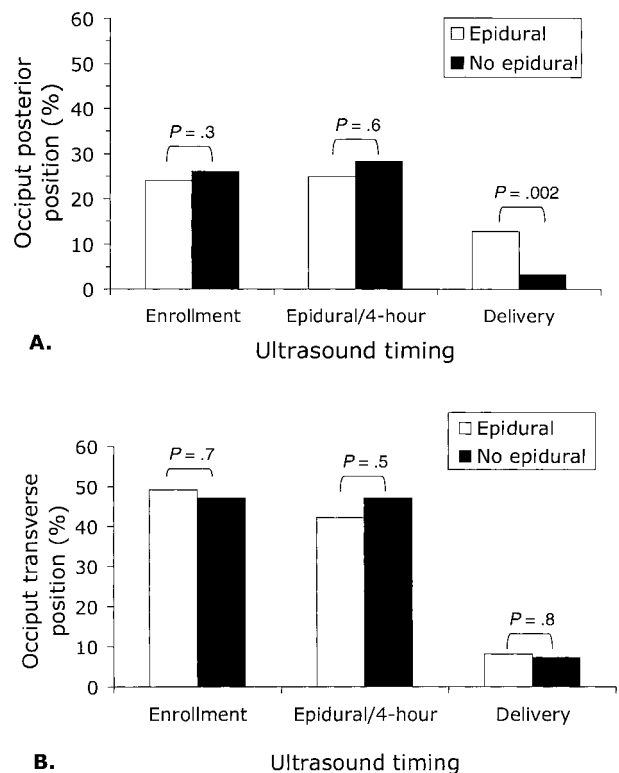 Occiput posterior
position (%)
60
50
40
30
20
10
0
Epidural
No epidural
P = .3
P = .6
P = .002
Enrollment
Epidural/4-hour
Delivery
A.
Ultrasound timing
Occiput transverse
position (%)
60
50
40
30
20
10
0
Epidural
No epidural
P = .7
P = .5
P = .8
Enrollment
Epidural/4-hour
Delivery
B.
Ultrasound timing